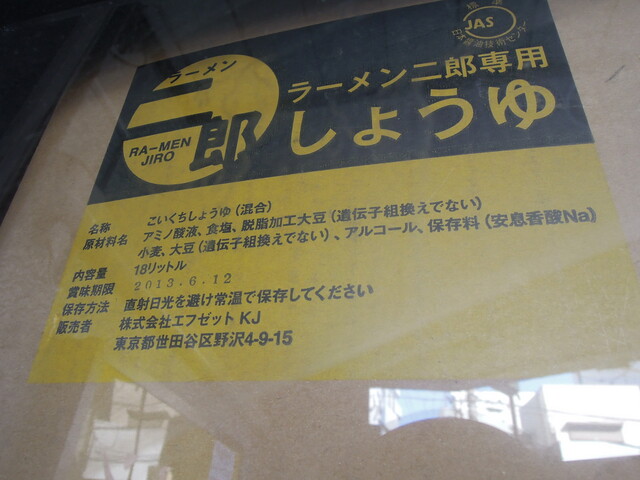 JAS
ラーメン
二郎
RA-MEN
JIRO
ラーメン二郎専用
しょうゆ
名称 こいくちしょうゆ(混合)
原材料名 アミノ酸液、食塩、脱脂加工大豆(遺伝子組換えでない)
小麦、大豆(遺伝子組換えでない)、アルコール、保存料(安息香酸Na)
内容量 18リットル
賞味期限 2013.6.12
保存方法 直射日光を避け常温で保存してください
販売者 株式会社エフゼット KJ
東京都世田谷区野沢4-9-15